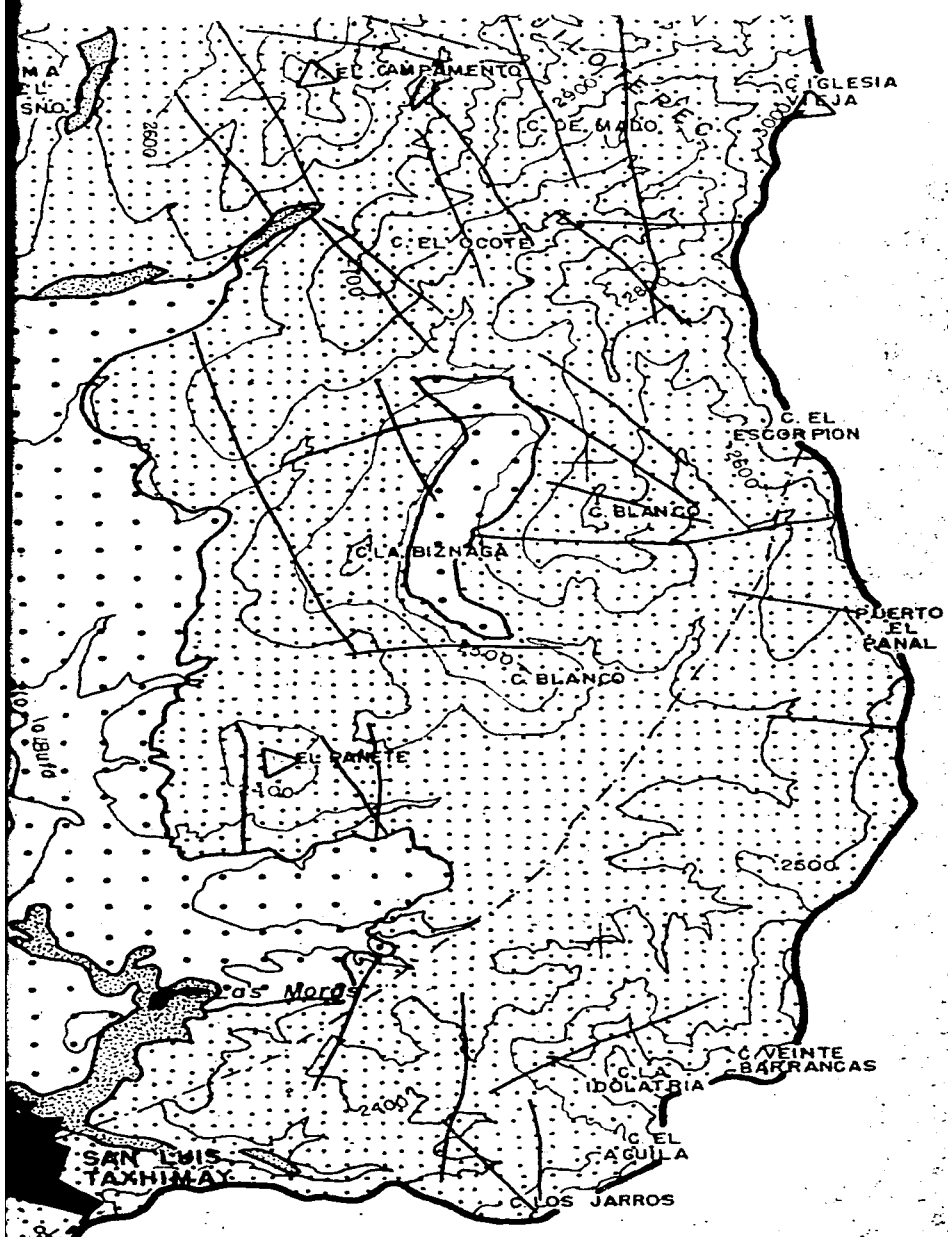 EL CAMPAMENTO
C. IGLESIA
VIEJA
2900
3000
2600
C. DE MADO
C. EL OCOTE
2700
C. EL
ESCORPION
2600
C. BLANCO
C. LA BIZNAGA
PUERTO
EL
PANAL
2500
C. BLANCO
EL PAÑETE
2400
2500
Las Moras
C. VEINTE
BARRANCAS
C. LA
IDOLATRIA
2400
C. EL
AGUILA
SAN LUIS
TAXHIMAY
C. LOS JARROS